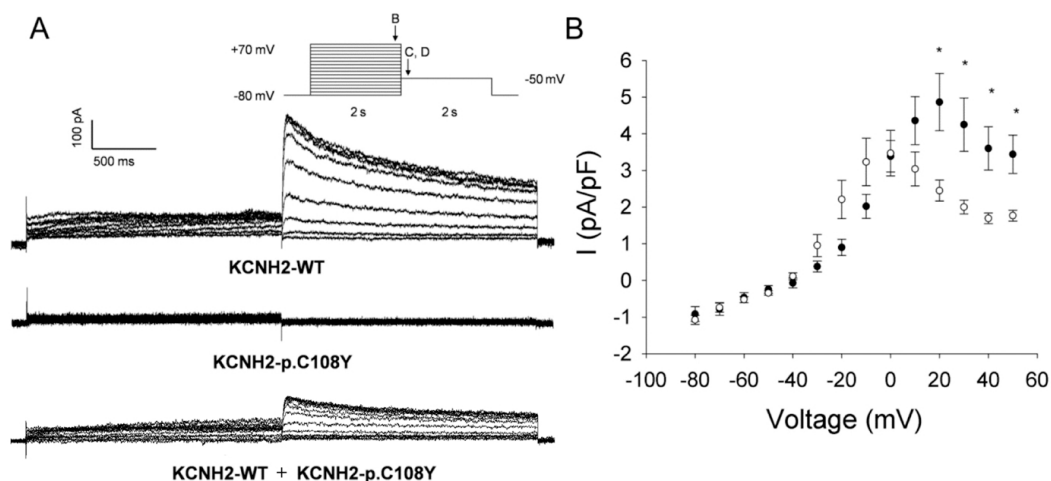 A
B
+70 mV
C, D
-50 mV
-80 mV
2 s
2 s
100 pA
500 ms
KCNH2-WT
KCNH2-p.C108Y
KCNH2-WT + KCNH2-p.C108Y
B
I (pA/pF)
6
5
4
3
2
1
0
-1
-2
* * * *
-100 -80 -60 -40 -20 0 20 40 60
Voltage (mV)